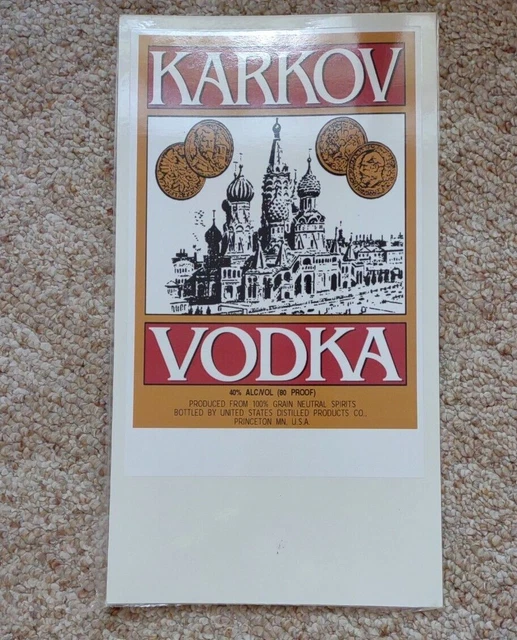 KARKOV
VODKA
40% ALC/VOL (80 PROOF)
PRODUCED FROM 100% GRAIN NEUTRAL SPIRITS
BOTTLED BY UNITED STATES DISTILLED PRODUCTS CO.,
PRINCETON MN, U.S.A.